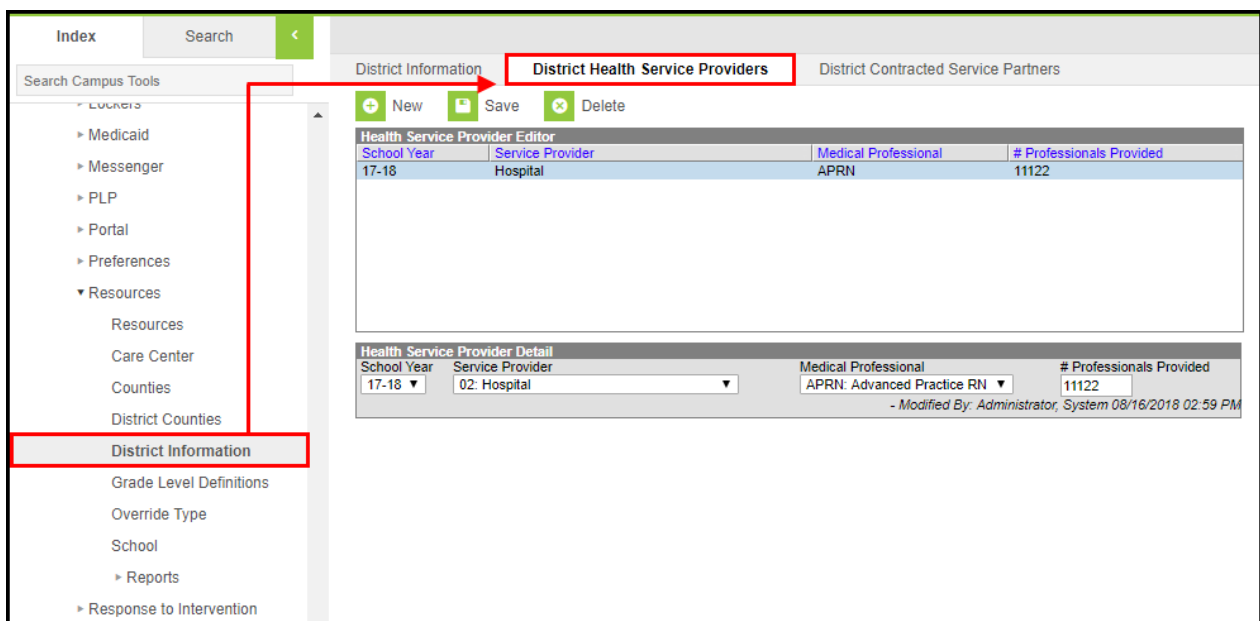 Index
Search
Search Campus Tools
Lockers
Medicaid
Messenger
PLP
Portal
Preferences
Resources
Resources
Care Center
Counties
District Counties
District Information
Grade Level Definitions
Override Type
School
Reports
Response to Intervention
District Information District Health Service Providers District Contracted Service Partners
New Save Delete
Health Service Provider Editor
School Year Service Provider Medical Professional # Professionals Provided
17-18 Hospital APRN 11122
Health Service Provider Detail
School Year Service Provider Medical Professional # Professionals Provided
17-18 02: Hospital APRN: Advanced Practice RN 11122
- Modified By: Administrator, System 08/16/2018 02:59 PM